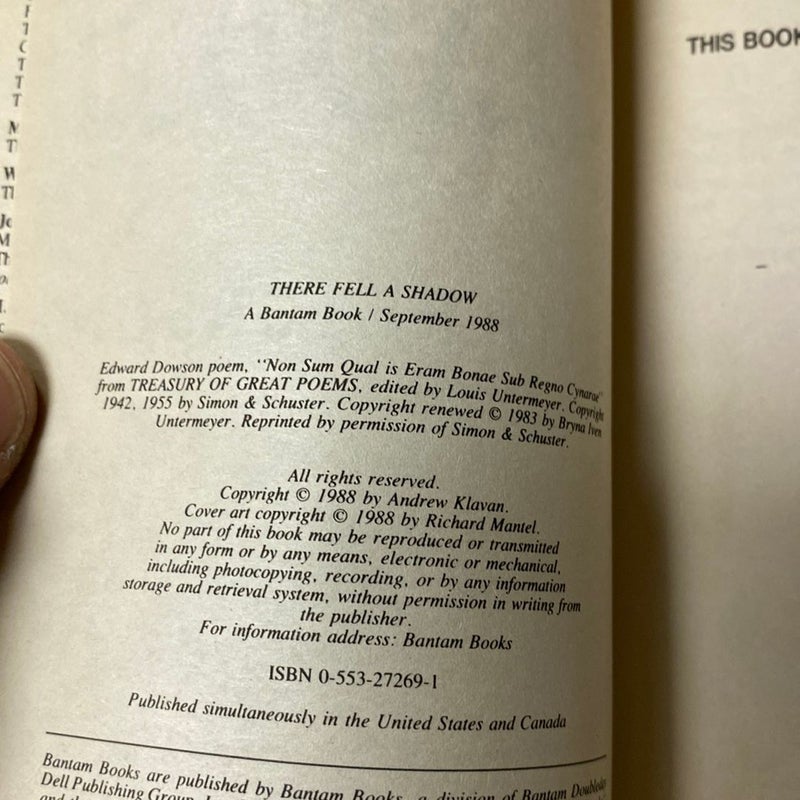 THERE FELL A SHADOW
A Bantam Book / September 1988
Edward Dowson poem, "Non Sum Qual is Eram Bonae Sub Regno Cynarae"
from TREASURY OF GREAT POEMS, edited by Louis Untermeyer. Copyright
1942, 1955 by Simon & Schuster. Copyright renewed © 1983 by Bryna Iven
Untermeyer. Reprinted by permission of Simon & Schuster.
All rights reserved.
Copyright © 1988 by Andrew Klavan.
Cover art copyright © 1988 by Richard Mantel.
No part of this book may be reproduced or transmitted
in any form or by any means, electronic or mechanical,
including photocopying, recording, or by any information
storage and retrieval system, without permission in writing from
the publisher.
For information address: Bantam Books
ISBN 0-553-27269-1
Published simultaneously in the United States and Canada
Bantam Books are published by Bantam Books, a division of Bantam Doubleday
Dell Publishing Group,
THIS BOOK